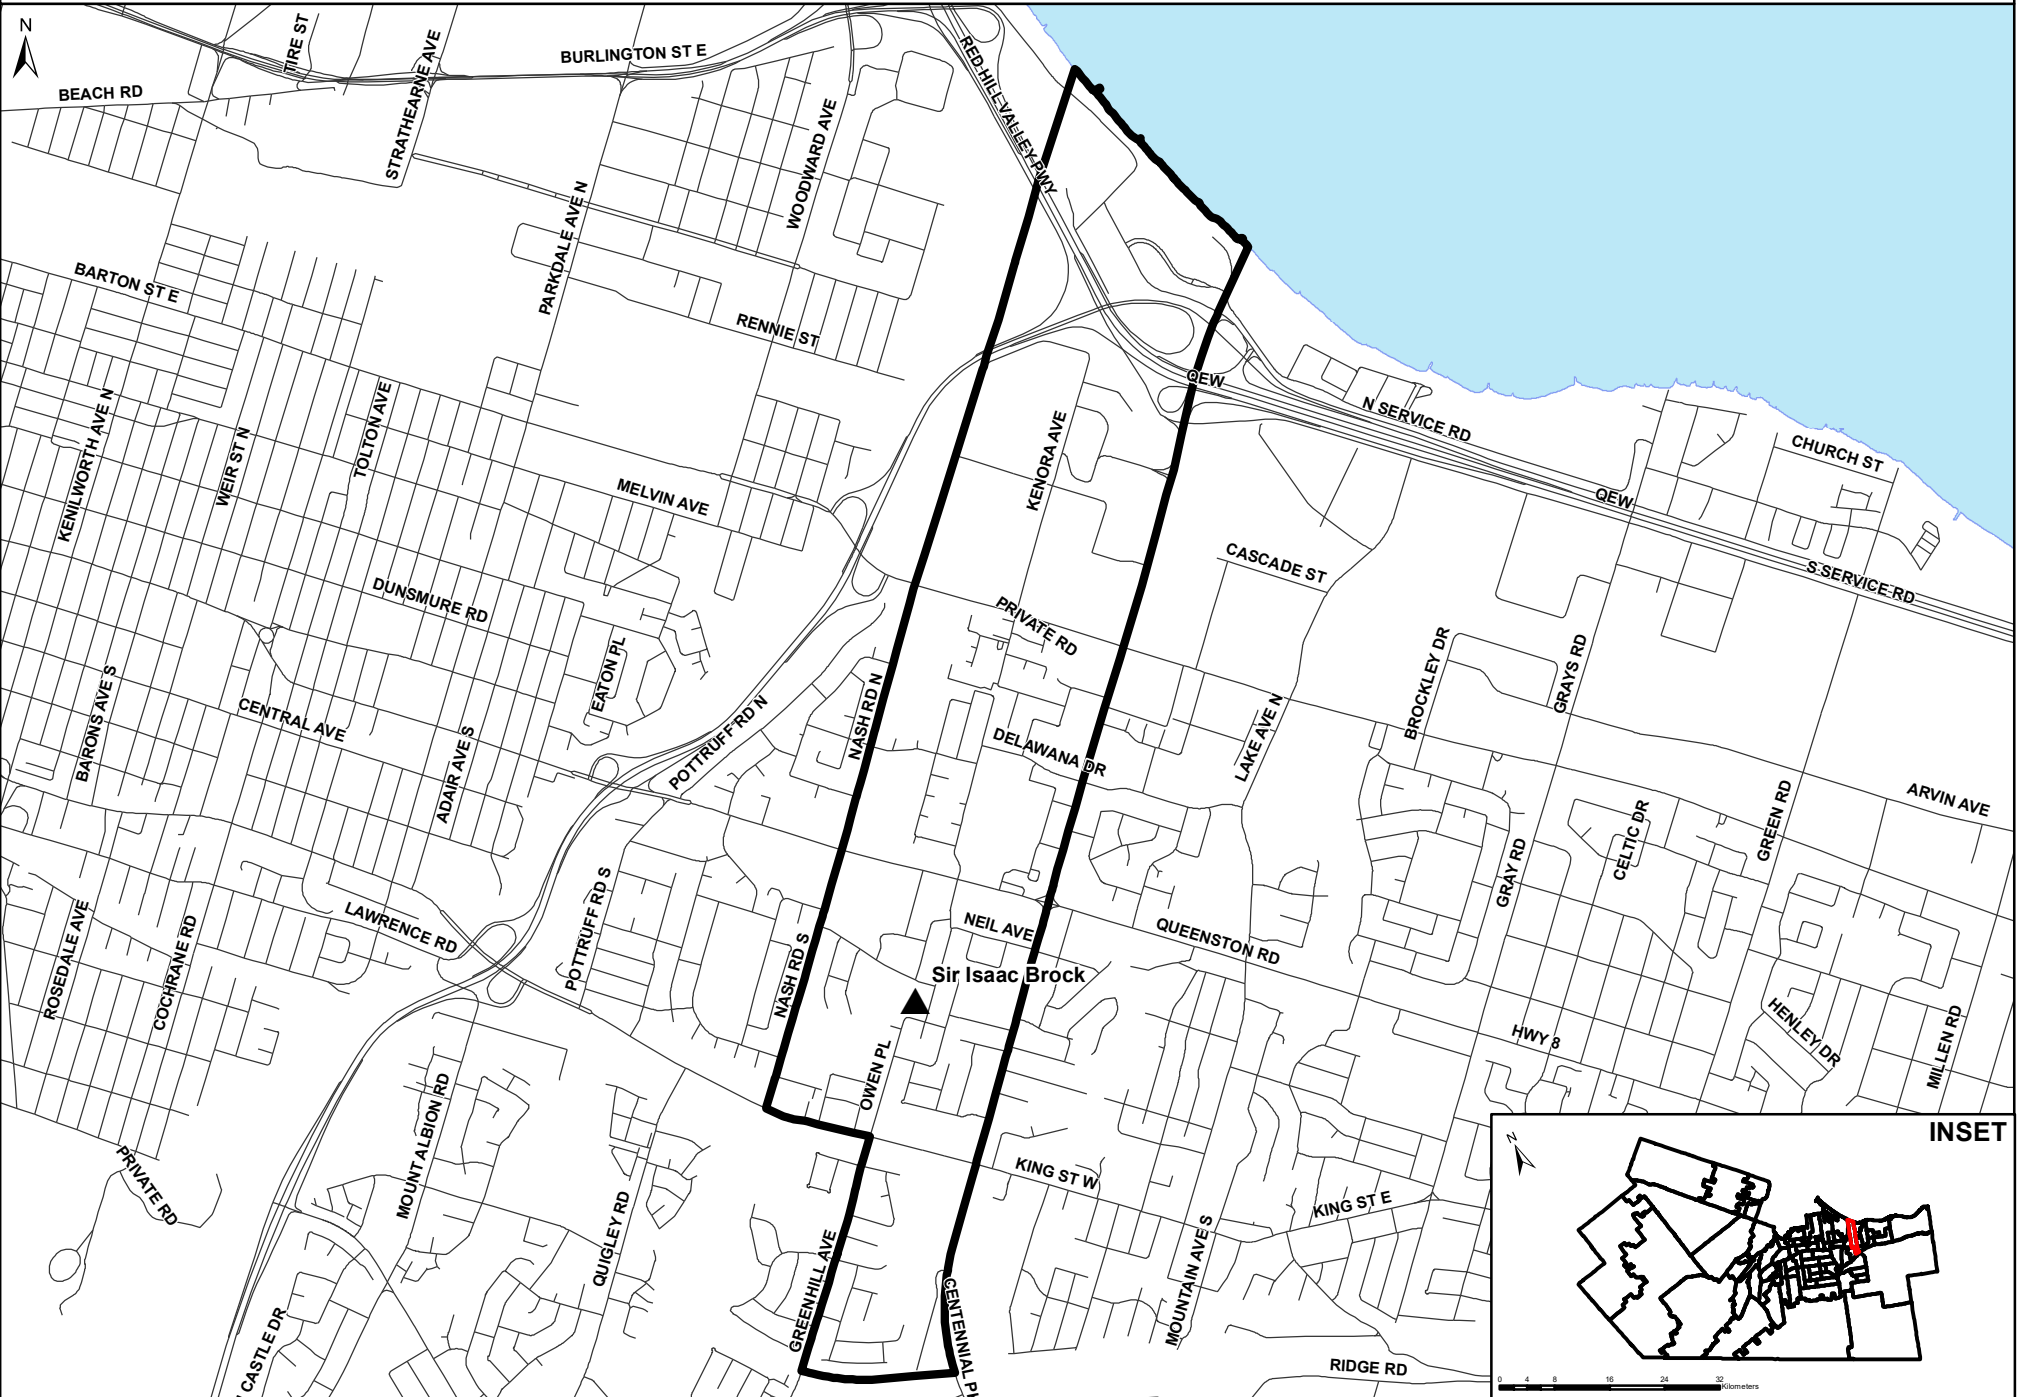 N
TIRE ST
STRATHEARNE AVE
BURLINGTON ST E
RED HILL VALLEY PWY
BEACH RD
WOODWARD AVE
PARKDALE AVE N
BARTON ST E
RENNIE ST
QEW
N SERVICE RD
CHURCH ST
KENILWORTH AVE N
WEIR ST N
TOLTON AVE
MELVIN AVE
KENORA AVE
QEW
S SERVICE RD
CASCADE ST
DUNSMURE RD
PRIVATE RD
EATON PL
BROCKLEY DR
GRAYS RD
BARONS AVE S
CENTRAL AVE
ADAIR AVE S
POTTRUFF RD N
NASH RD N
DELAWANA DR
LAKE AVE N
ARVIN AVE
GREEN RD
CELTIC DR
GRAY RD
ROSEDALE AVE
COCHRANE RD
LAWRENCE RD
POTTRUFF RD S
NASH RD S
NEIL AVE
QUEENSTON RD
Sir Isaac Brock
HWY 8
HENLEY DR
MILLEN RD
OWEN PL
MOUNT ALBION RD
PRIVATE RD
QUIGLEY RD
KING ST W
KING ST E
MOUNTAIN AVE S
GREENHILL AVE
CENTENNIAL
CASTLE DR
RIDGE RD
INSET
N
0 4 8 16 24 32
Kilometers